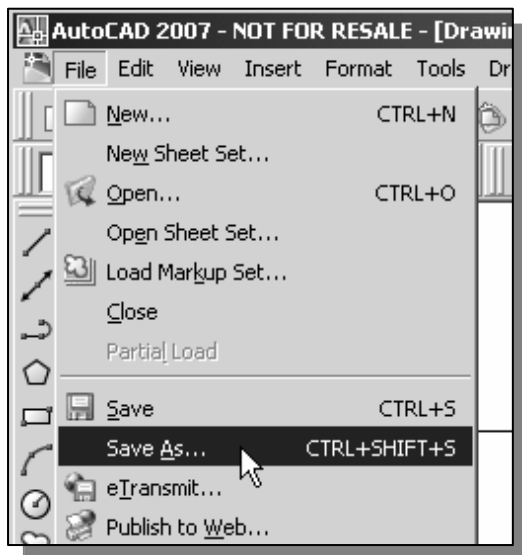 AutoCAD 2007 - NOT FOR RESALE - [Drawi
File Edit View Insert Format Tools Dr
New... CTRL+N
New Sheet Set...
Open... CTRL+O
Open Sheet Set...
Load Markup Set...
Close
Partial Load
Save CTRL+S
Save As... CTRL+SHIFT+S
eTransmit...
Publish to Web...